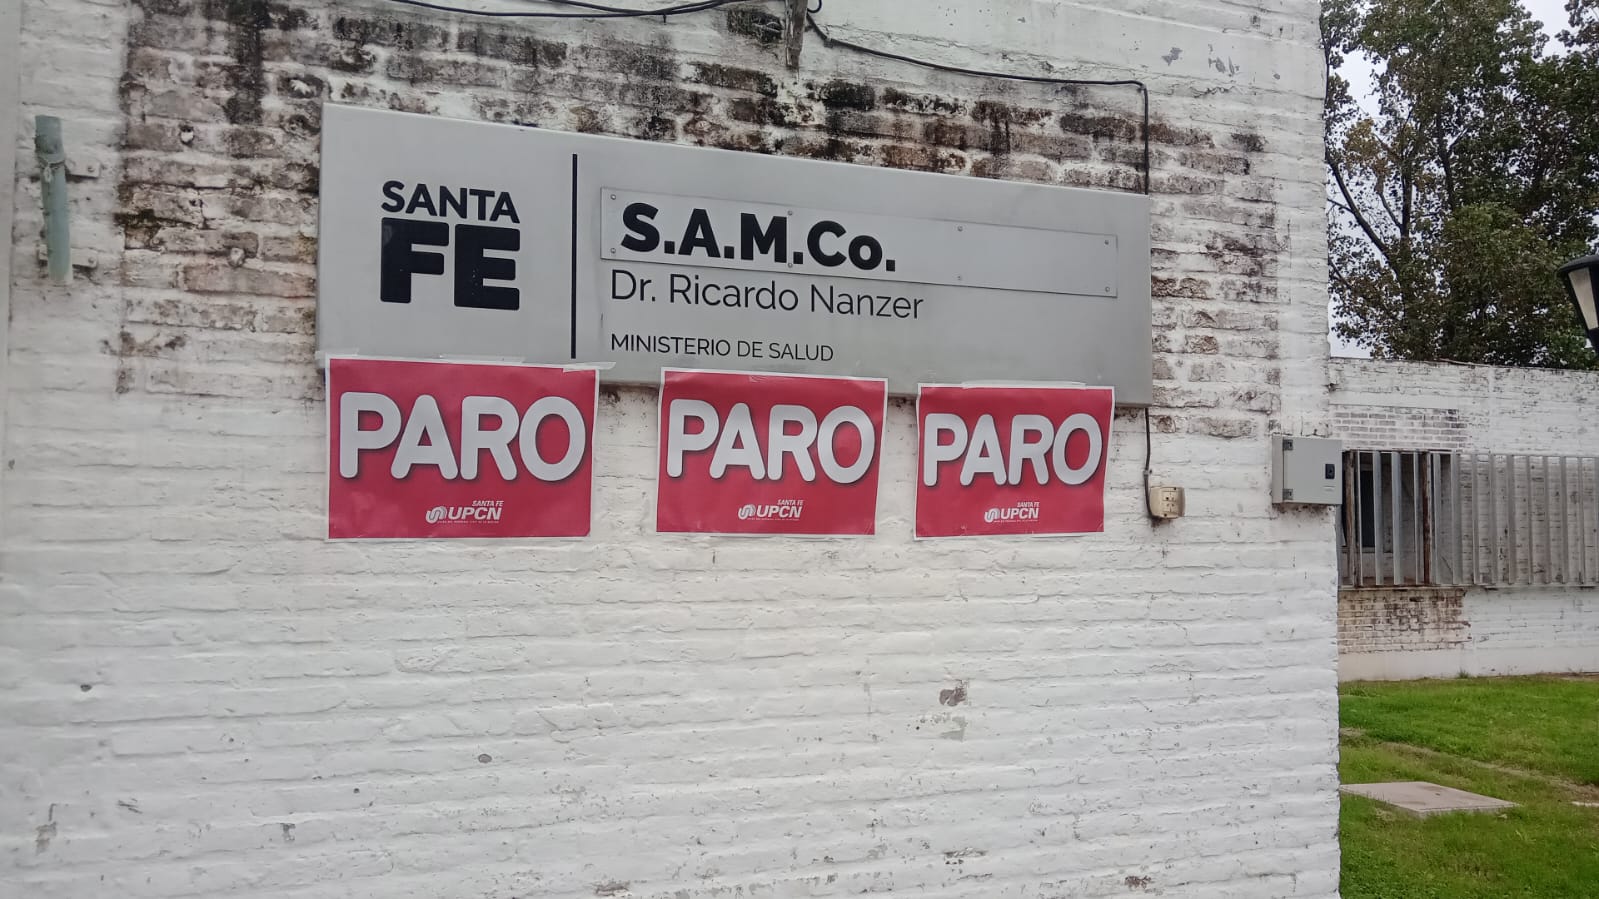 SANTA
FE
S.A.M.Co.
Dr. Ricardo Nanzer
MINISTERIO DE SALUD
PARO
SANTA FE
UPCN
PARO
SANTA FE
UPCN
PARO
SANTA FE
UPCN